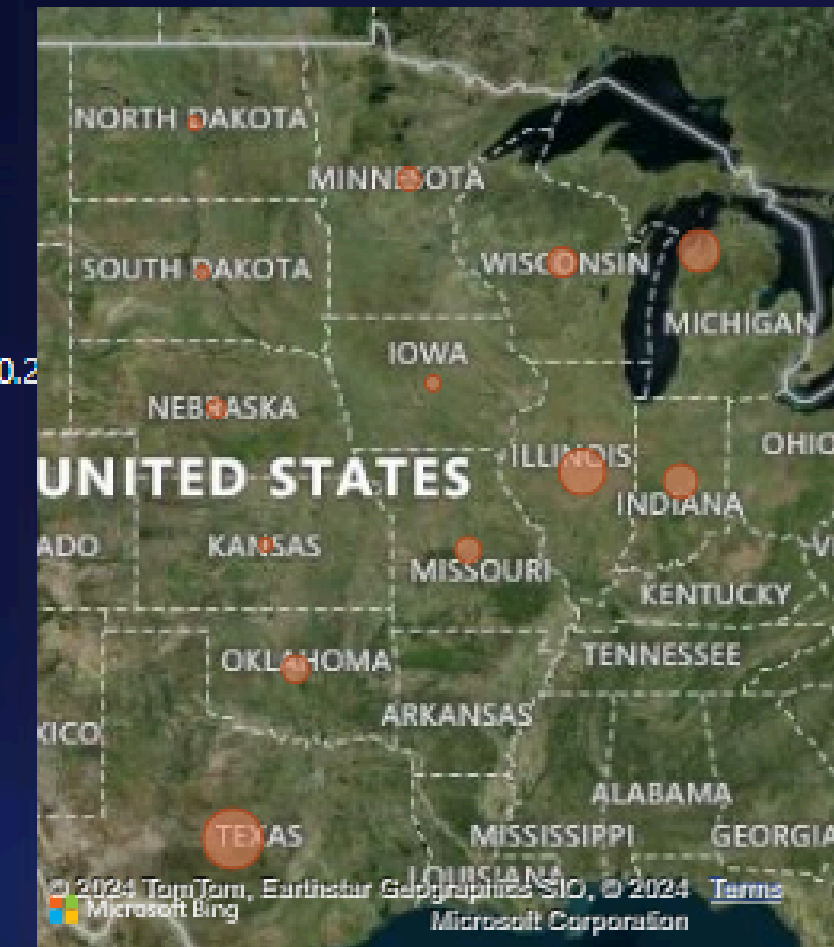 NORTH DAKOTA
MINNESOTA
SOUTH DAKOTA
WISCONSIN
MICHIGAN
IOWA
0.2
NEBRASKA
OHIO
ILLINOIS
UNITED STATES
INDIANA
ADO
KANSAS
VI
MISSOURI
KENTUCKY
TENNESSEE
OKLAHOMA
ARKANSAS
XICO
ALABAMA
TEXAS
MISSISSIPPI
GEORGIA
LOUISIANA
© 2024 TomTom, Earthstar Geographics SIO, © 2024 Terms
Microsoft Bing
Microsoft Corporation